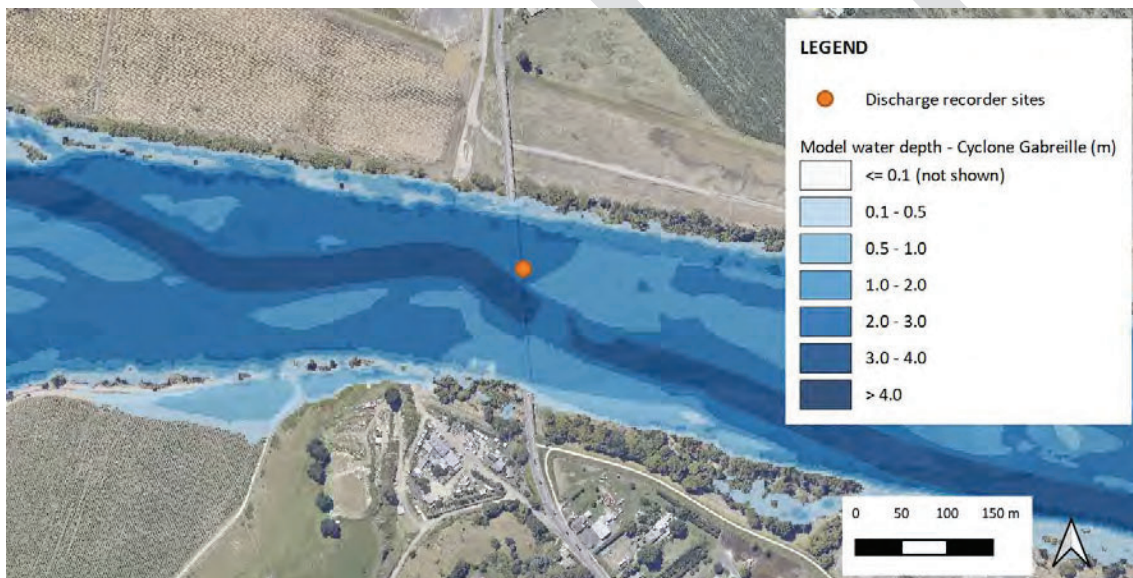 LEGEND
Discharge recorder sites
Model water depth - Cyclone Gabreille (m)
<= 0.1 (not shown)
0.1 - 0.5
0.5 - 1.0
1.0 - 2.0
2.0 - 3.0
3.0 - 4.0
> 4.0
0 50 100 150 m